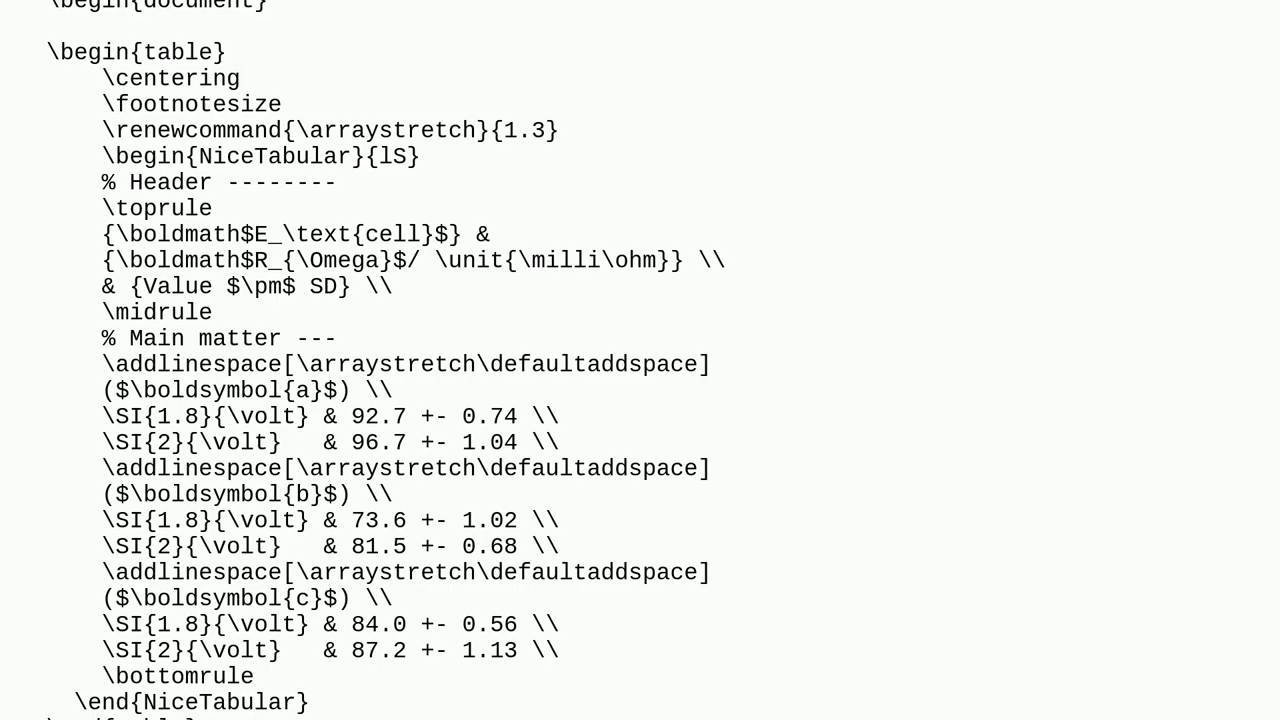 \begin{document}

\begin{table}
    \centering
    \footnotesize
    \renewcommand{\arraystretch}{1.3}
    \begin{NiceTabular}{lS}
    % Header --------
    \toprule
    {\boldmath$E_\text{cell}$} &
    {\boldmath$R_{\Omega}$/ \unit{\milli\ohm}} \\
    & {Value $\pm$ SD} \\
    \midrule
    % Main matter ---
    \addlinespace[\arraystretch\defaultaddspace]
    ($\boldsymbol{a}$) \\
    \SI{1.8}{\volt} & 92.7 +- 0.74 \\
    \SI{2}{\volt}   & 96.7 +- 1.04 \\
    \addlinespace[\arraystretch\defaultaddspace]
    ($\boldsymbol{b}$) \\
    \SI{1.8}{\volt} & 73.6 +- 1.02 \\
    \SI{2}{\volt}   & 81.5 +- 0.68 \\
    \addlinespace[\arraystretch\defaultaddspace]
    ($\boldsymbol{c}$) \\
    \SI{1.8}{\volt} & 84.0 +- 0.56 \\
    \SI{2}{\volt}   & 87.2 +- 1.13 \\
    \bottomrule
  \end{NiceTabular}